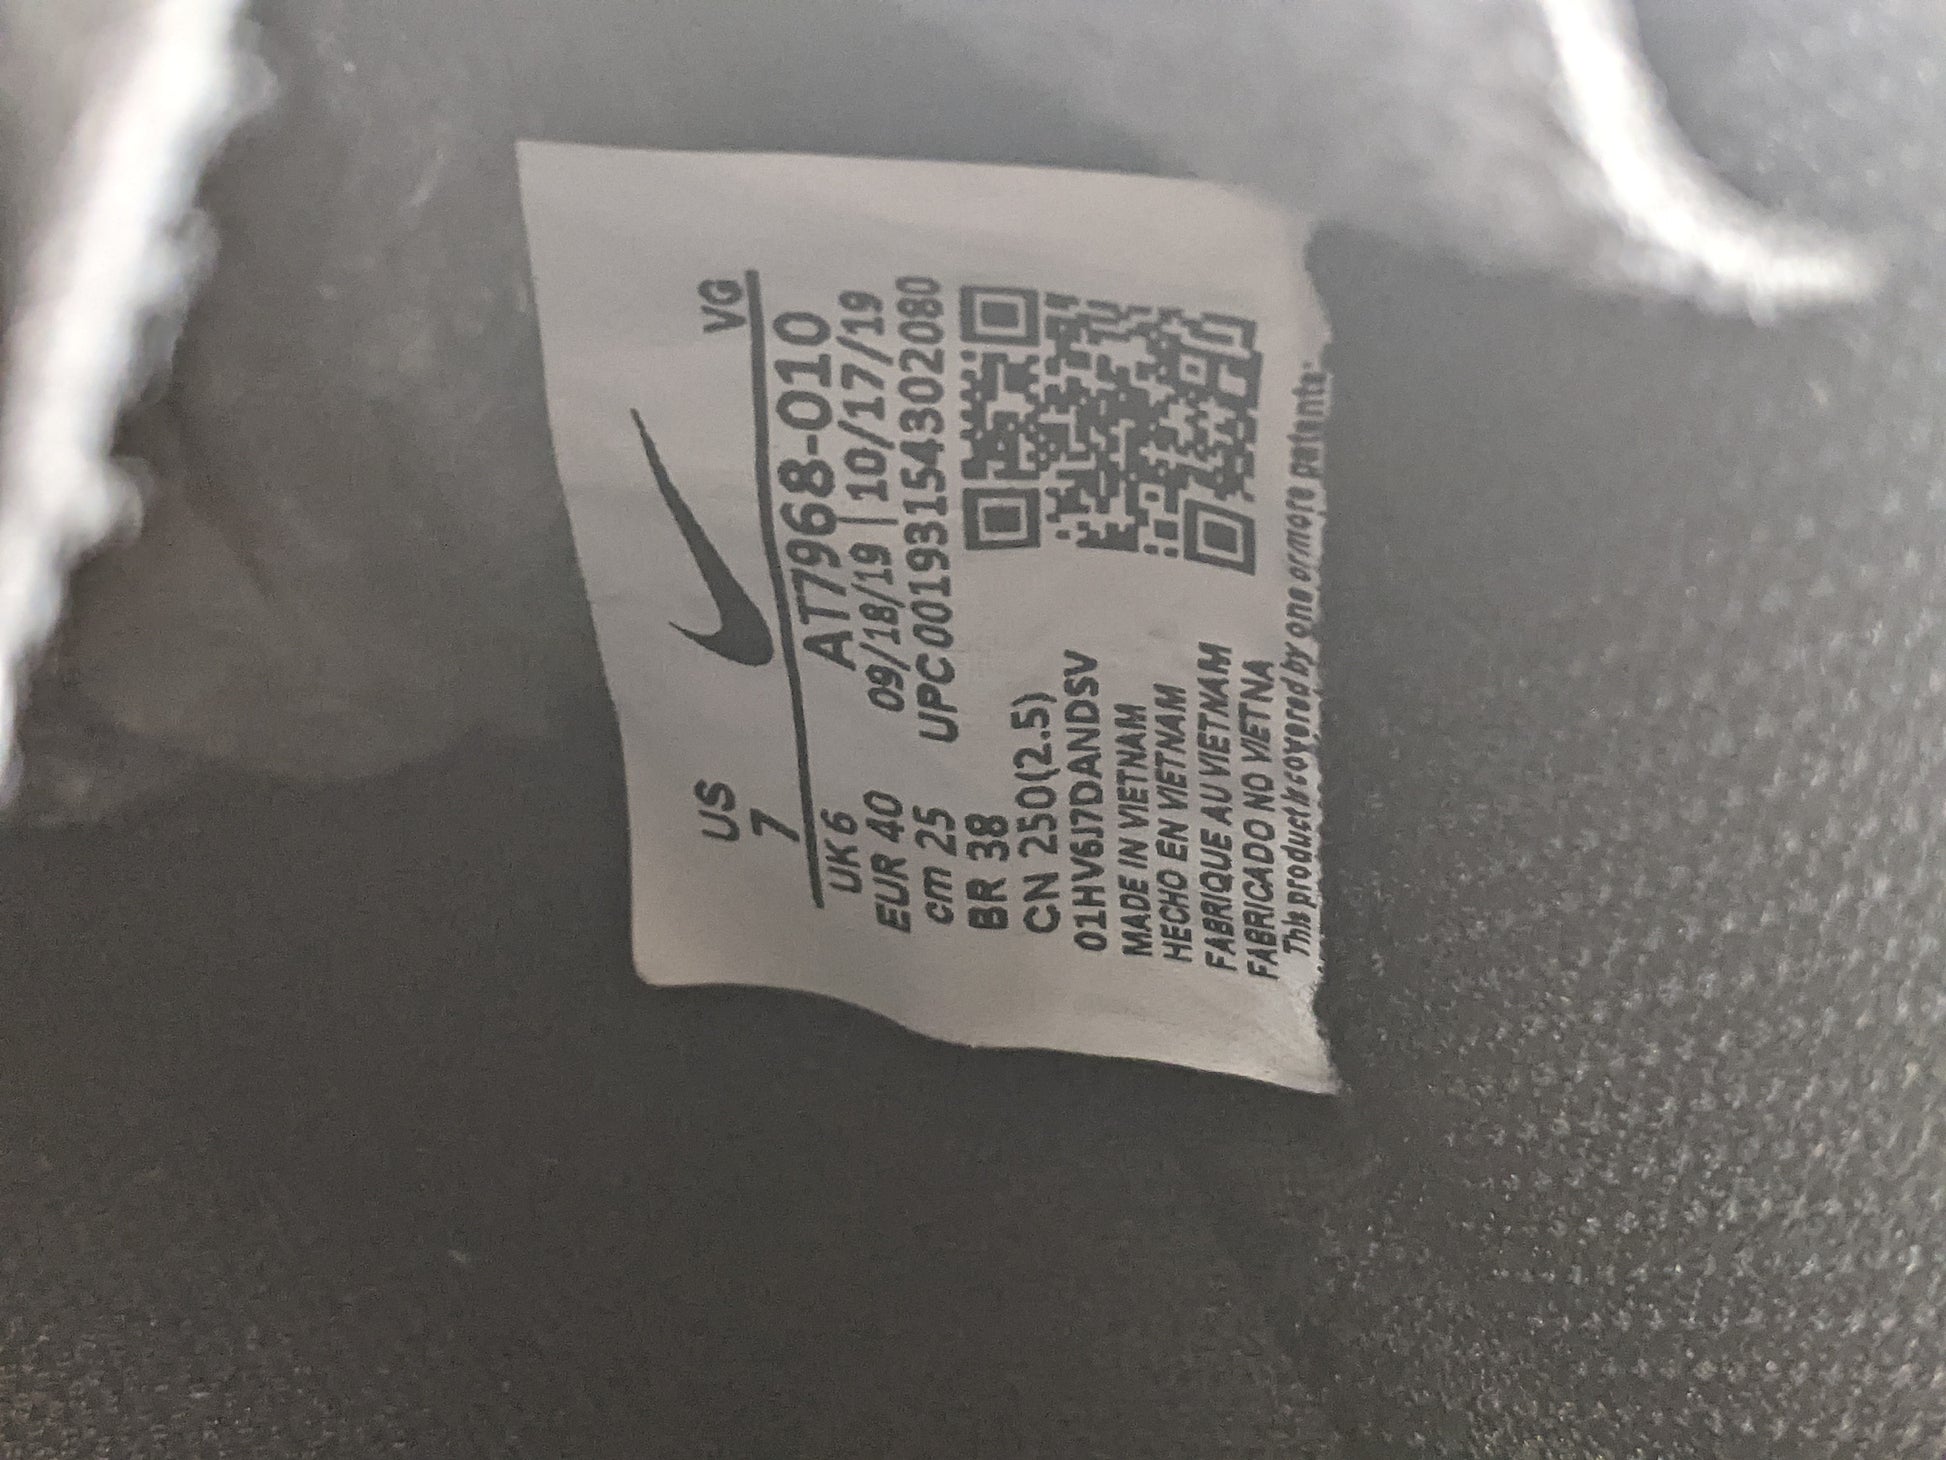 US
7
VG
UK 6
AT7968-010
EUR 40
09/18/19 | 10/17/19
cm 25
UPC 00193154302080
BR 38
CN 250(2.5)
01HV6J7DANDSV
MADE IN VIETNAM
HECHO EN VIETNAM
FABRIQUE AU VIETNAM
FABRICADO NO VIETNA
This product is covered by one or more patents.